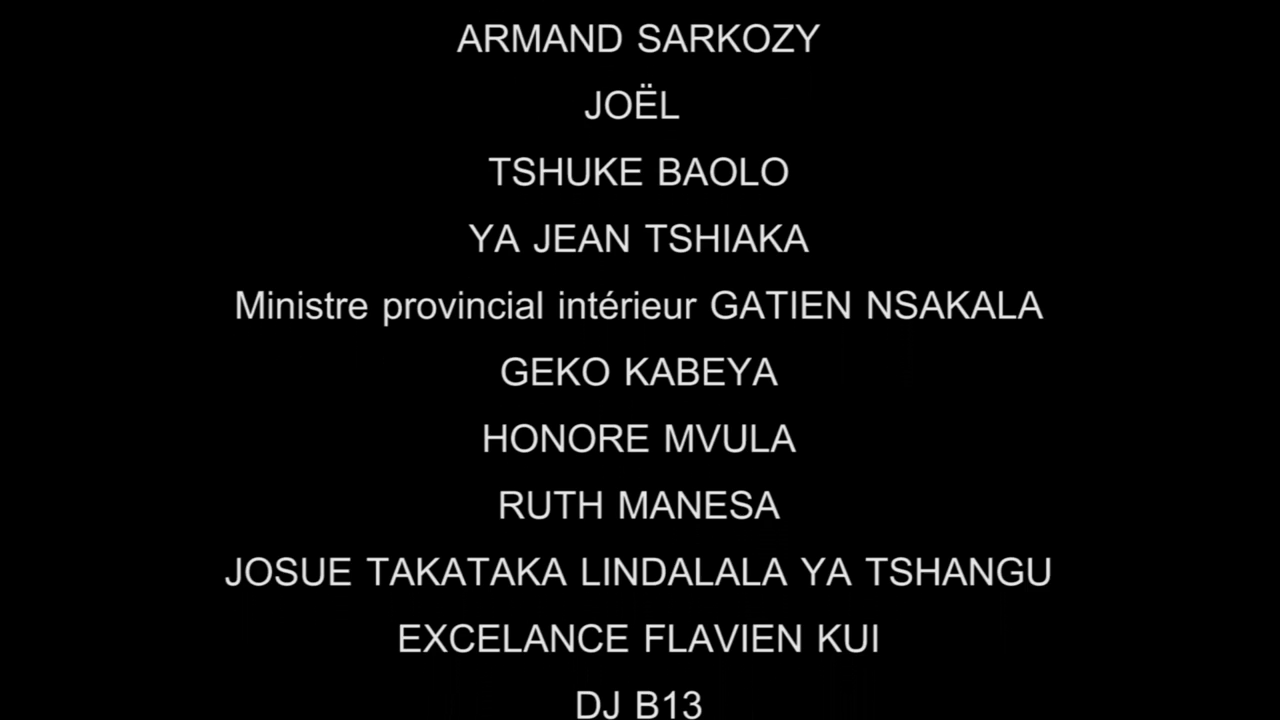 ARMAND SARKOZY
JOËL
TSHUKE BAOLO
YA JEAN TSHIAKA
Ministre provincial intérieur GATIEN NSAKALA
GEKO KABEYA
HONORE MVULA
RUTH MANESA
JOSUE TAKATAKA LINDALALA YA TSHANGU
EXCELANCE FLAVIEN KUI
DJ B13